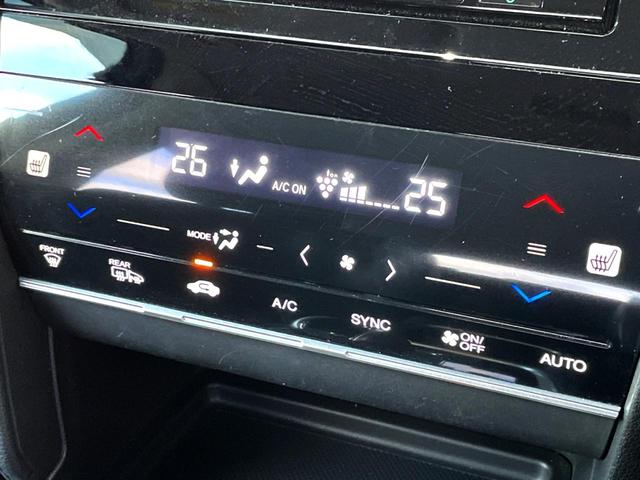 26 A/C ON 25
MODE
FRONT
REAR
A/C
SYNC
ON/
OFF
AUTO